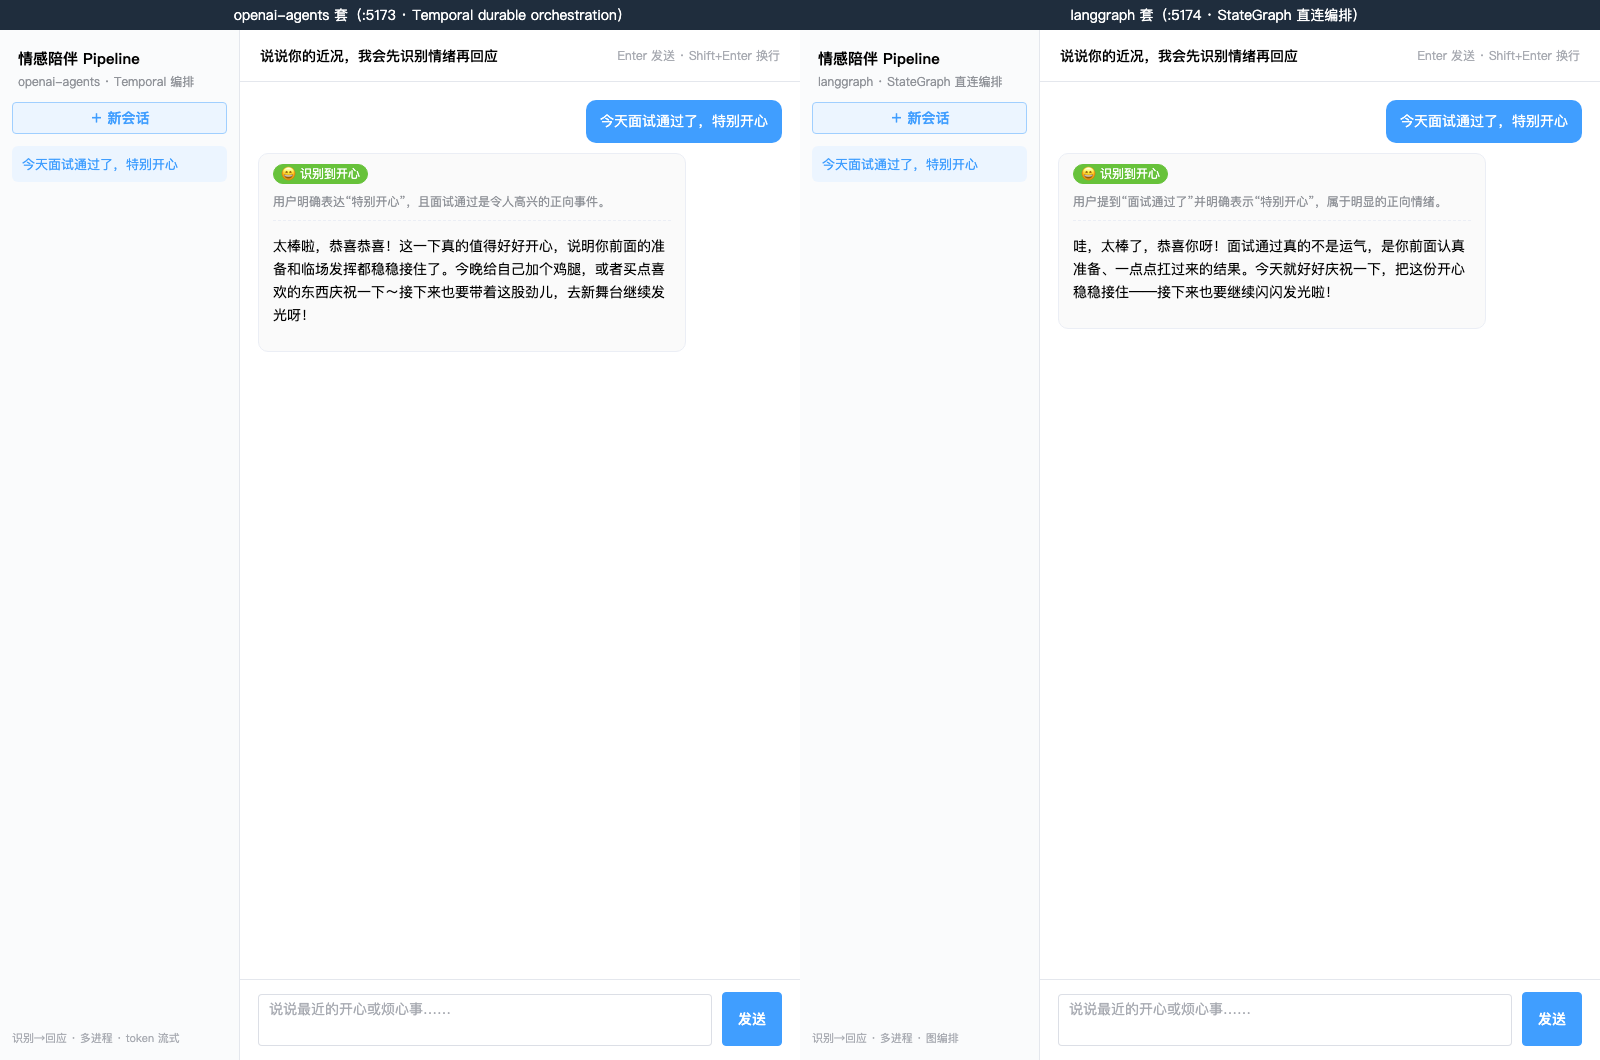 openai-agents 套（:5173 · Temporal durable orchestration）
情感陪伴 Pipeline
openai-agents · Temporal 编排
+ 新会话
今天面试通过了，特别开心
识别→回应 · 多进程 · token 流式
说说你的近况，我会先识别情绪再回应
Enter 发送 · Shift+Enter 换行
今天面试通过了，特别开心
😊 识别到开心
用户明确表达“特别开心”，且面试通过是令人高兴的正向事件。
太棒啦，恭喜恭喜！这一下真的值得好好开心，说明你前面的准
备和临场发挥都稳稳接住了。今晚给自己加个鸡腿，或者买点喜
欢的东西庆祝一下～接下来也要带着这股劲儿，去新舞台继续发
光呀！
说说最近的开心或烦心事……
发送
langgraph 套（:5174 · StateGraph 直连编排）
情感陪伴 Pipeline
langgraph · StateGraph 直连编排
+ 新会话
今天面试通过了，特别开心
识别→回应 · 多进程 · 图编排
说说你的近况，我会先识别情绪再回应
Enter 发送 · Shift+Enter 换行
今天面试通过了，特别开心
😊 识别到开心
用户提到“面试通过了”并明确表示“特别开心”，属于明显的正向情绪。
哇，太棒了，恭喜你呀！面试通过真的不是运气，是你前面认真
准备、一点点扛过来的结果。今天就好好庆祝一下，把这份开心
稳稳接住——接下来也要继续闪闪发光啦！
说说最近的开心或烦心事……
发送